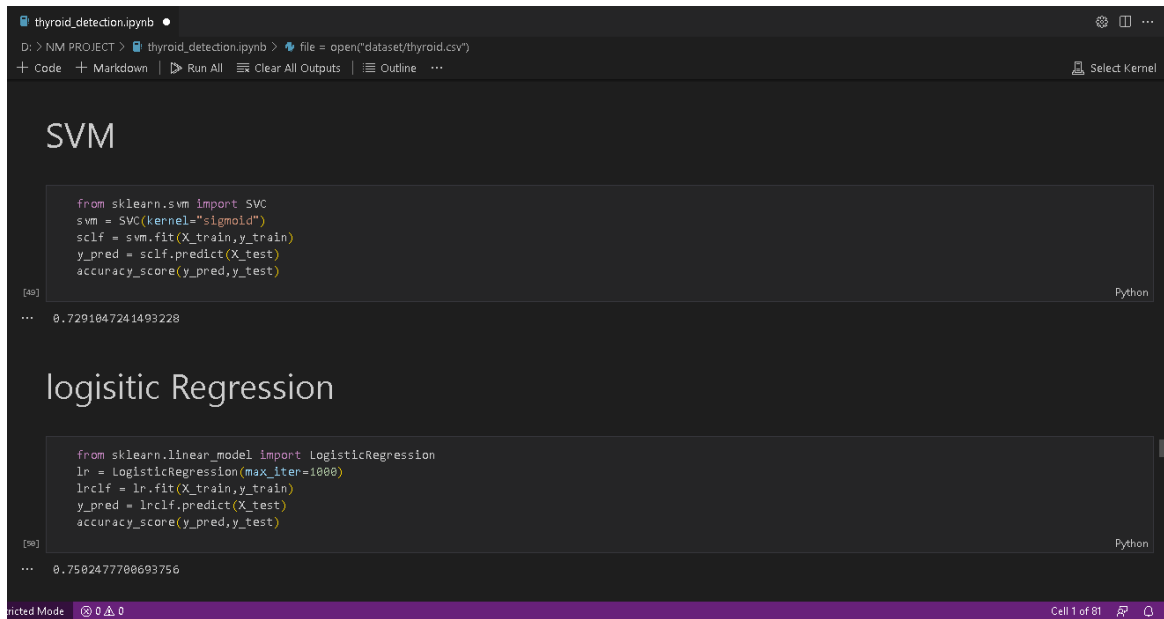 thyroid_detection.ipynb ●
D: > NM PROJECT > thyroid_detection.ipynb > file = open("dataset/thyroid.csv")
+ Code + Markdown | Run All Clear All Outputs | Outline ... Select Kernel
SVM
from sklearn.svm import SVC
svm = SVC(kernel="sigmoid")
sclf = svm.fit(X_train,y_train)
y_pred = sclf.predict(X_test)
accuracy_score(y_pred,y_test)
[49] Python
... 0.7291047241493228
logisitic Regression
from sklearn.linear_model import LogisticRegression
lr = LogisticRegression(max_iter=1000)
lrclf = lr.fit(X_train,y_train)
y_pred = lrclf.predict(X_test)
accuracy_score(y_pred,y_test)
[50] Python
... 0.7502477700693756
ricted Mode 0 0 Cell 1 of 81